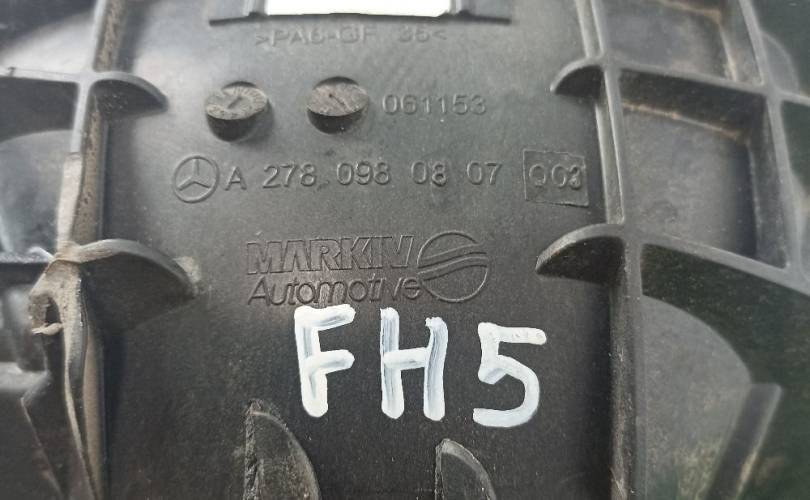 >PA6-GF 35<
061153
A 278 098 08 07 Q03
MARKIV
Automotive
FH5